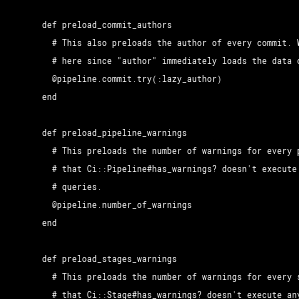 def preload_commit_authors
# This also preloads the author of every commit.
# here since "author" immediately loads the data
@pipeline.commit.try(:lazy_author)
end
def preload_pipeline_warnings
# This preloads the number of warnings for every
# that Ci::Pipeline#has_warnings? doesn't execute
# queries.
@pipeline.number_of_warnings
end
def preload_stages_warnings
# This preloads the number of warnings for every
# that Ci::Stage#has_warnings? doesn't execute any